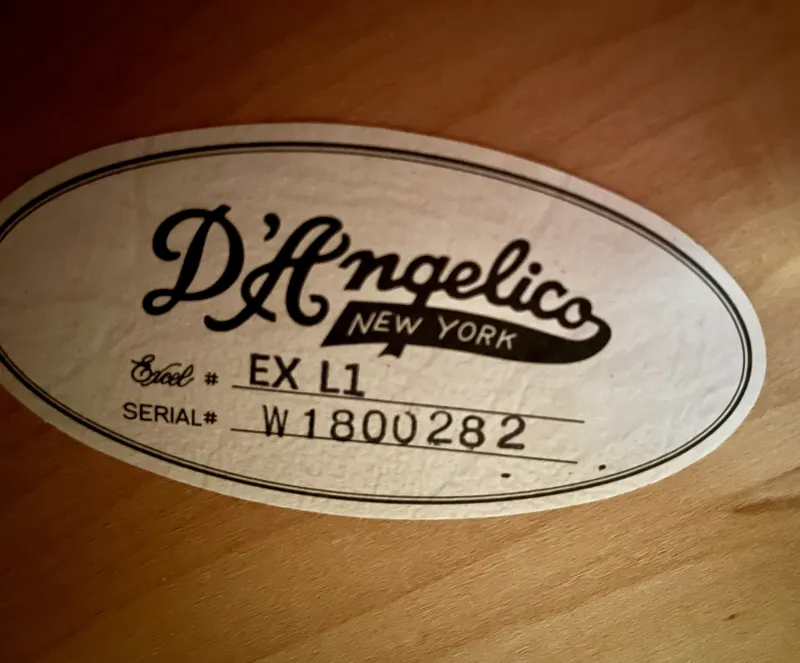 D'Angelico
NEW YORK
Excel # EX L1
SERIAL# W1800282